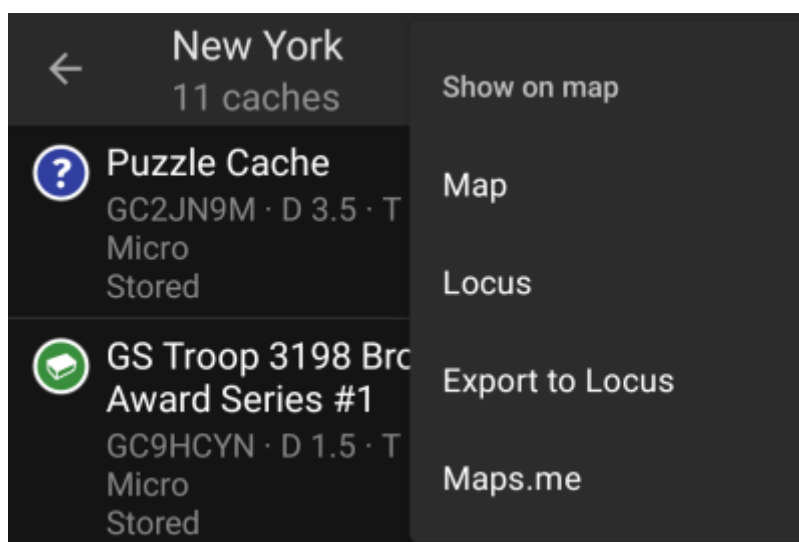 New York
11 caches
Puzzle Cache
GC2JN9M · D 3.5 · T
Micro
Stored
GS Troop 3198
Award Series #1
GC9HCYN · D 1.5 · T
Micro
Stored
Show on map
Map
Locus
Export to Locus
Maps.me